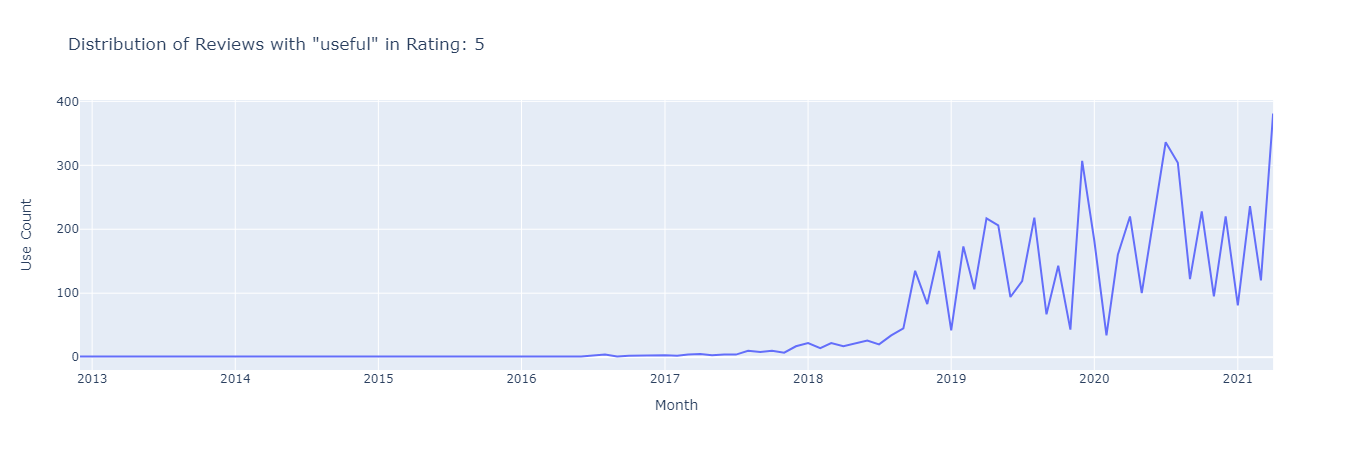 Distribution of Reviews with "useful" in Rating: 5
400
300
200
100
0
Use Count
2013 2014 2015 2016 2017 2018 2019 2020 2021
Month